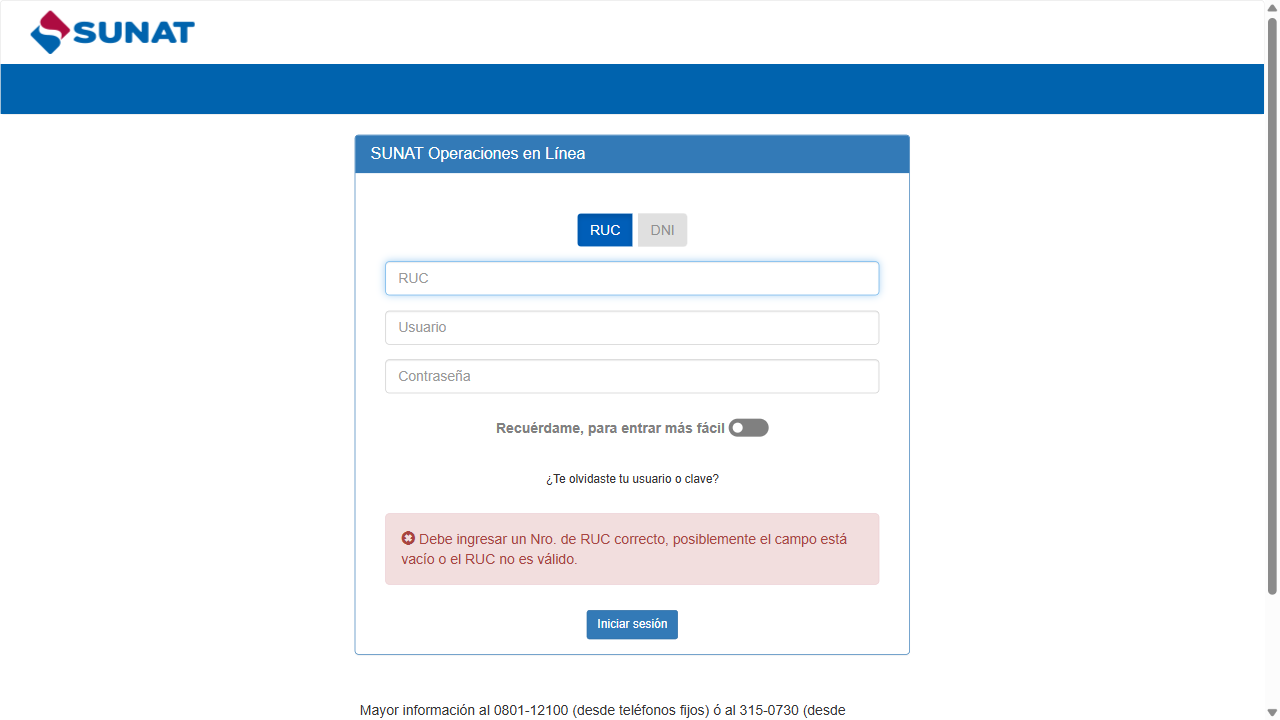 SUNAT
SUNAT Operaciones en Línea
RUC DNI
RUC
Usuario
Contraseña
Recuérdame, para entrar más fácil
¿Te olvidaste tu usuario o clave?
Debe ingresar un Nro. de RUC correcto, posiblemente el campo está
vacío o el RUC no es válido.
Iniciar sesión
Mayor información al 0801-12100 (desde teléfonos fijos) ó al 315-0730 (desde